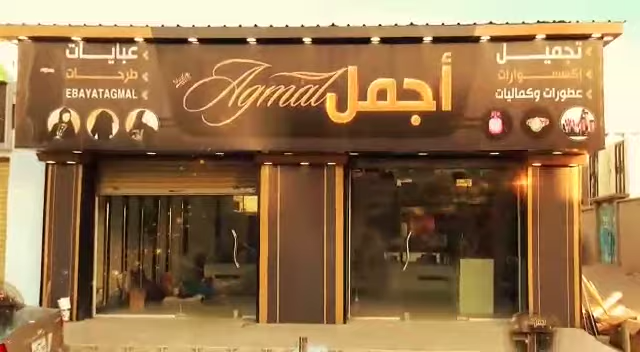 تجميل
إكسسوارات
عطورات وكماليات
أجمل
Agmal
عبايات
طرحات
EBAYATAGMAL